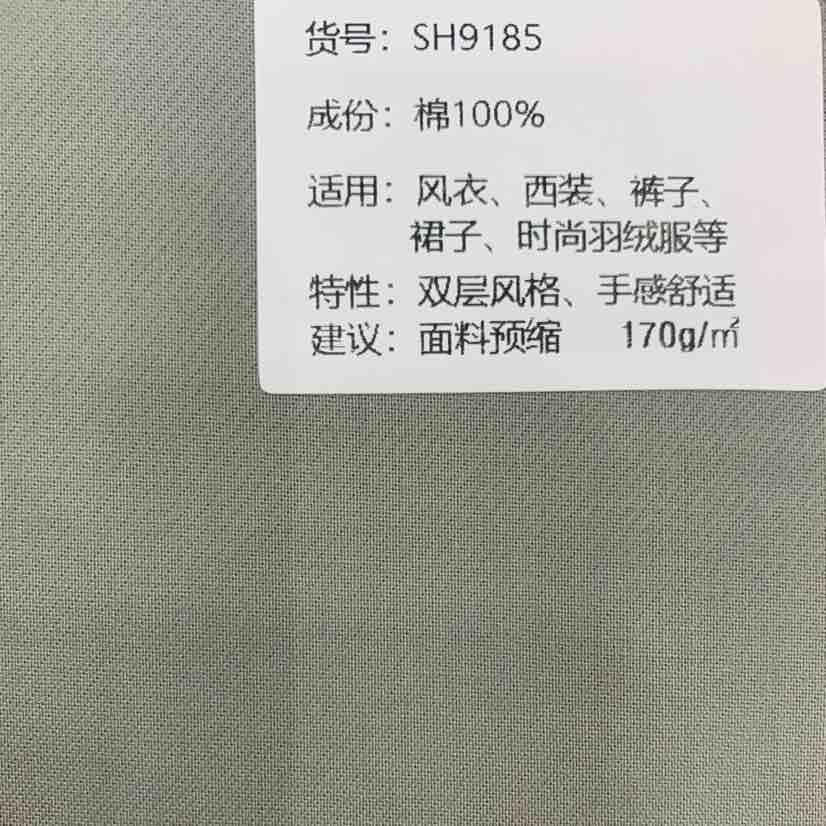 货号：SH9185
成份：棉100%
适用：风衣、西装、裤子、
裙子、时尚羽绒服等
特性：双层风格、手感舒适
建议：面料预缩 170g/㎡